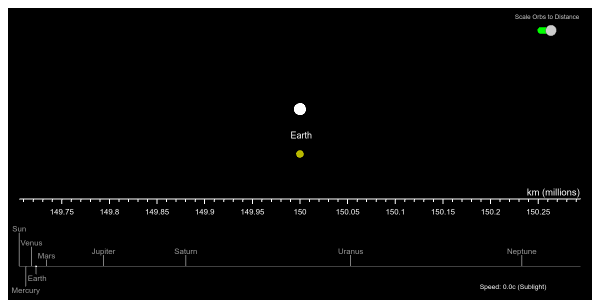 Scale Orbs to Distance
Earth
km (millions)
149.75 149.8 149.85 149.9 149.95 150 150.05 150.1 150.15 150.2 150.25
Sun
Venus
Mars Jupiter Saturn Uranus Neptune
Earth
Mercury
Speed: 0.0c (Sublight)